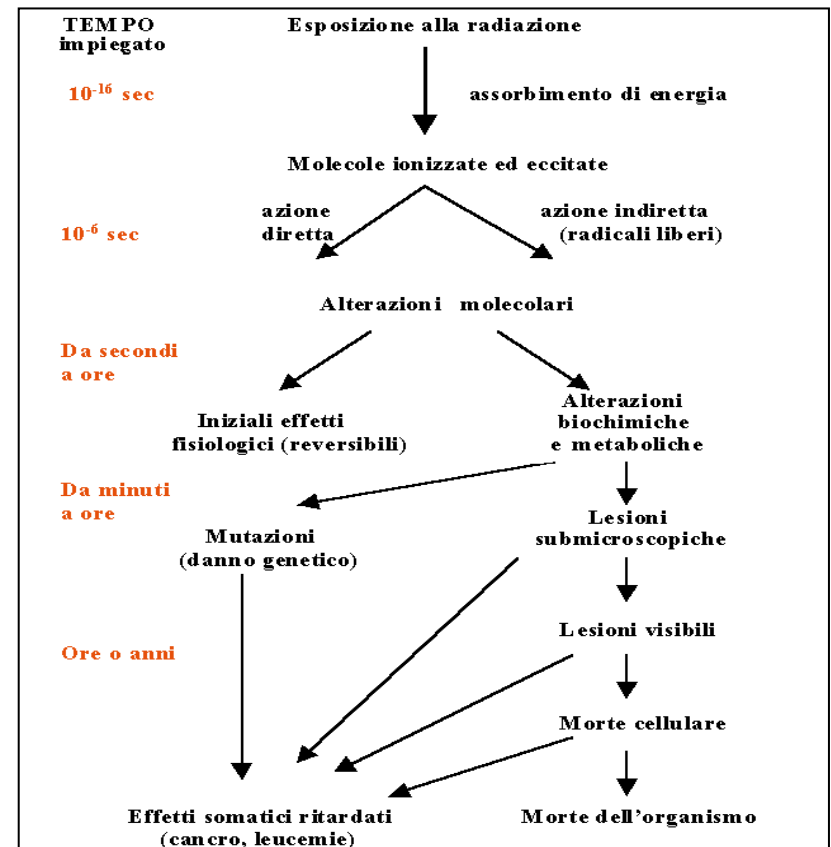 TEMPO
impiegato
Esposizione alla radiazione
10⁻¹⁶ sec
assorbimento di energia
Molecole ionizzate ed eccitate
azione
diretta
azione indiretta
(radicali liberi)
10⁻⁶ sec
Alterazioni molecolari
Da secondi
a ore
Iniziali effetti
fisiologici (reversibili)
Alterazioni
biochimiche
e metaboliche
Da minuti
a ore
Mutazioni
(danno genetico)
Lesioni
submicroscopiche
Lesioni visibili
Ore o anni
Morte cellulare
Effetti somatici ritardati
(cancro, leucemie)
Morte dell'organismo